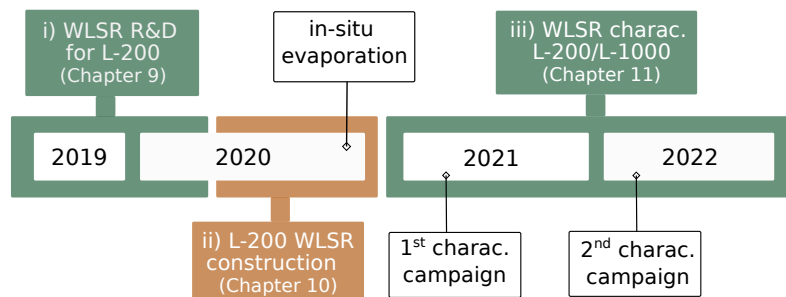 i) WLSR R&D
for L-200
(Chapter 9)
in-situ
evaporation
iii) WLSR charac.
L-200/L-1000
(Chapter 11)
2019
2020
2021
2022
ii) L-200 WLSR
construction
(Chapter 10)
1st charac.
campaign
2nd charac.
campaign